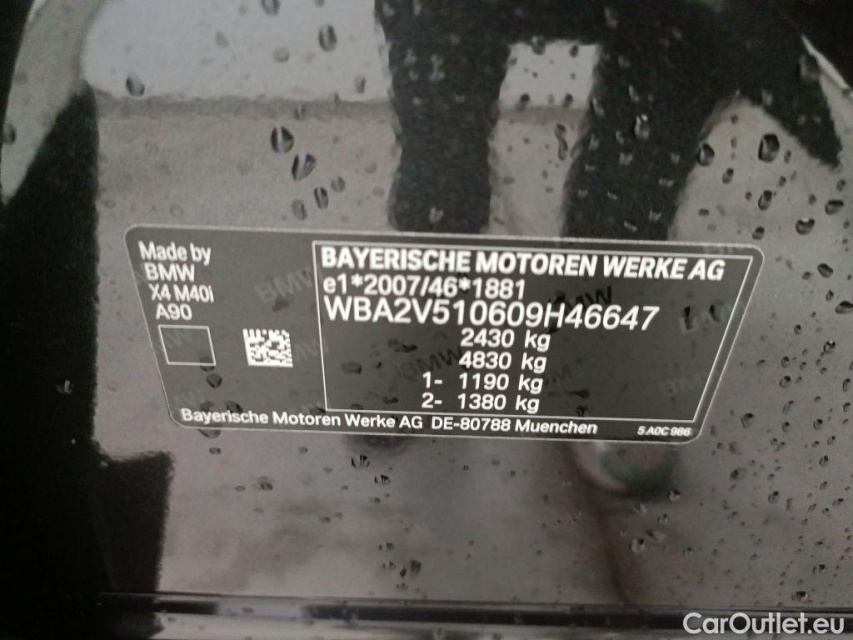 Made by
BMW
X4 M40i
A90
BAYERISCHE MOTOREN WERKE AG
e1*2007/46*1881
WBA2V510609H46647
2430 kg
4830 kg
1- 1190 kg
2- 1380 kg
Bayerische Motoren Werke AG DE-80788 Muenchen
5 A0C 986
CarOutlet.eu